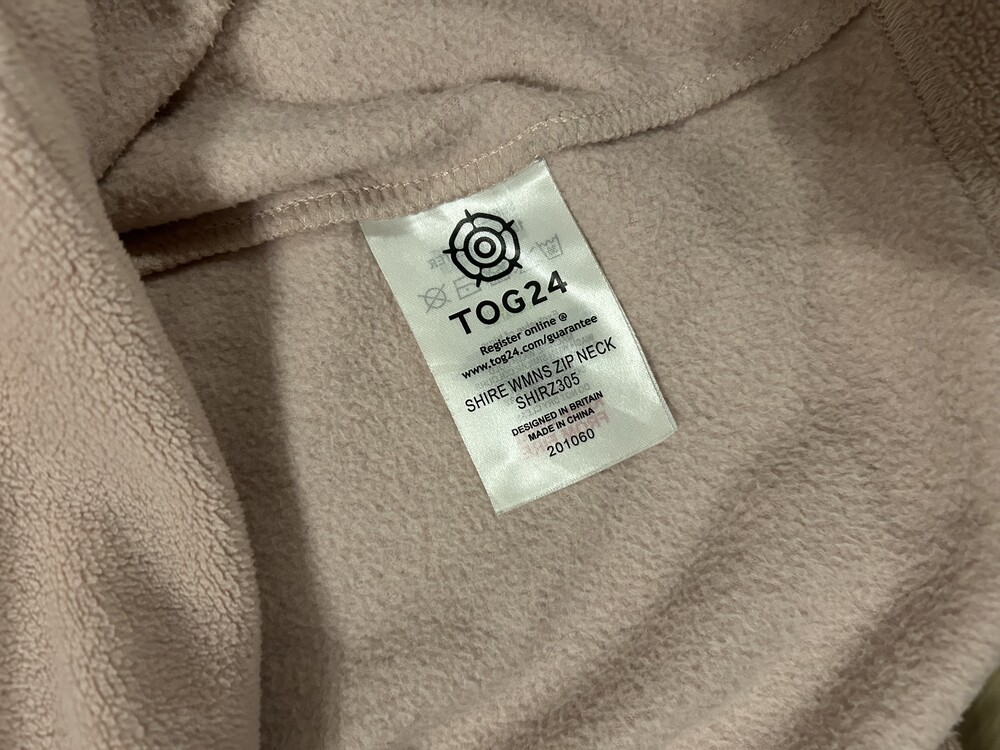 TOG24
Register online @
www.tog24.com/guarantee
SHIRE WMNS ZIP NECK
SHIRZ305
DESIGNED IN BRITAIN
MADE IN CHINA
201060